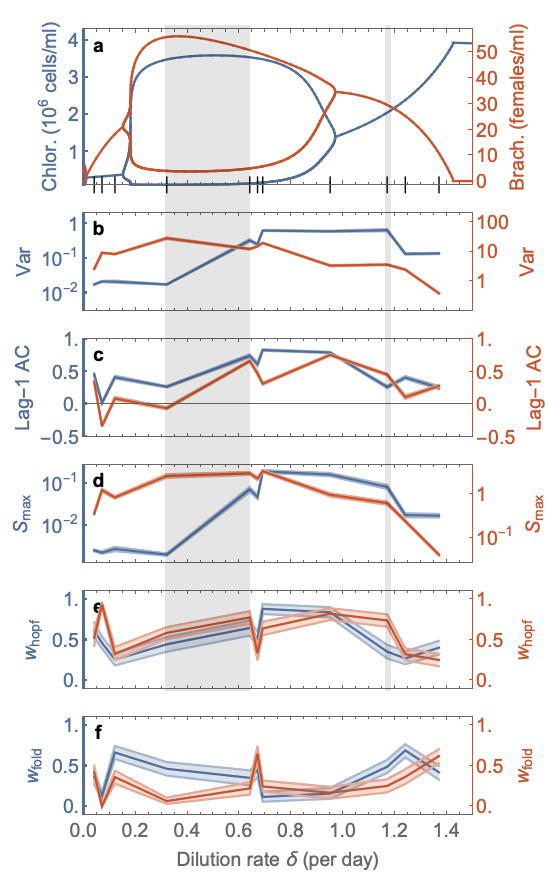 a
Chlor. (10⁶ cells/ml)
4
3
2
1
Brach. (females/ml)
50
40
30
20
10
0
b
Var
1
10⁻¹
10⁻²
Var
100
10
1
c
Lag–1 AC
1.
0.5
0.
−0.5
Lag–1 AC
1.
0.5
0.
−0.5
d
Sₘₐₓ
10⁻¹
10⁻²
Sₘₐₓ
1
10⁻¹
e
w_hopf
1.
0.5
0.
w_hopf
1.
0.5
0.
f
w_fold
1.
0.5
0.
w_fold
1.
0.5
0.
0.0 0.2 0.4 0.6 0.8 1.0 1.2 1.4
Dilution rate δ (per day)